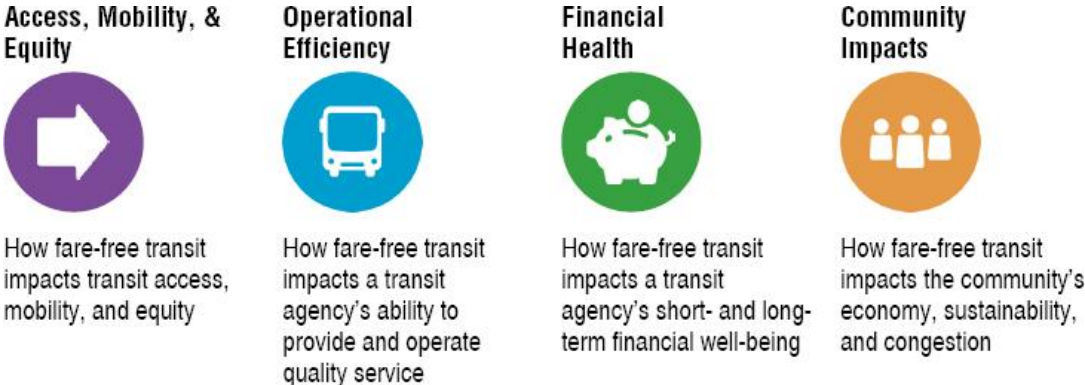 Access, Mobility, &
Equity
How fare-free transit
impacts transit access,
mobility, and equity
Operational
Efficiency
How fare-free transit
impacts a transit
agency's ability to
provide and operate
quality service
Financial
Health
How fare-free transit
impacts a transit
agency's short- and long-
term financial well-being
Community
Impacts
How fare-free transit
impacts the community's
economy, sustainability,
and congestion